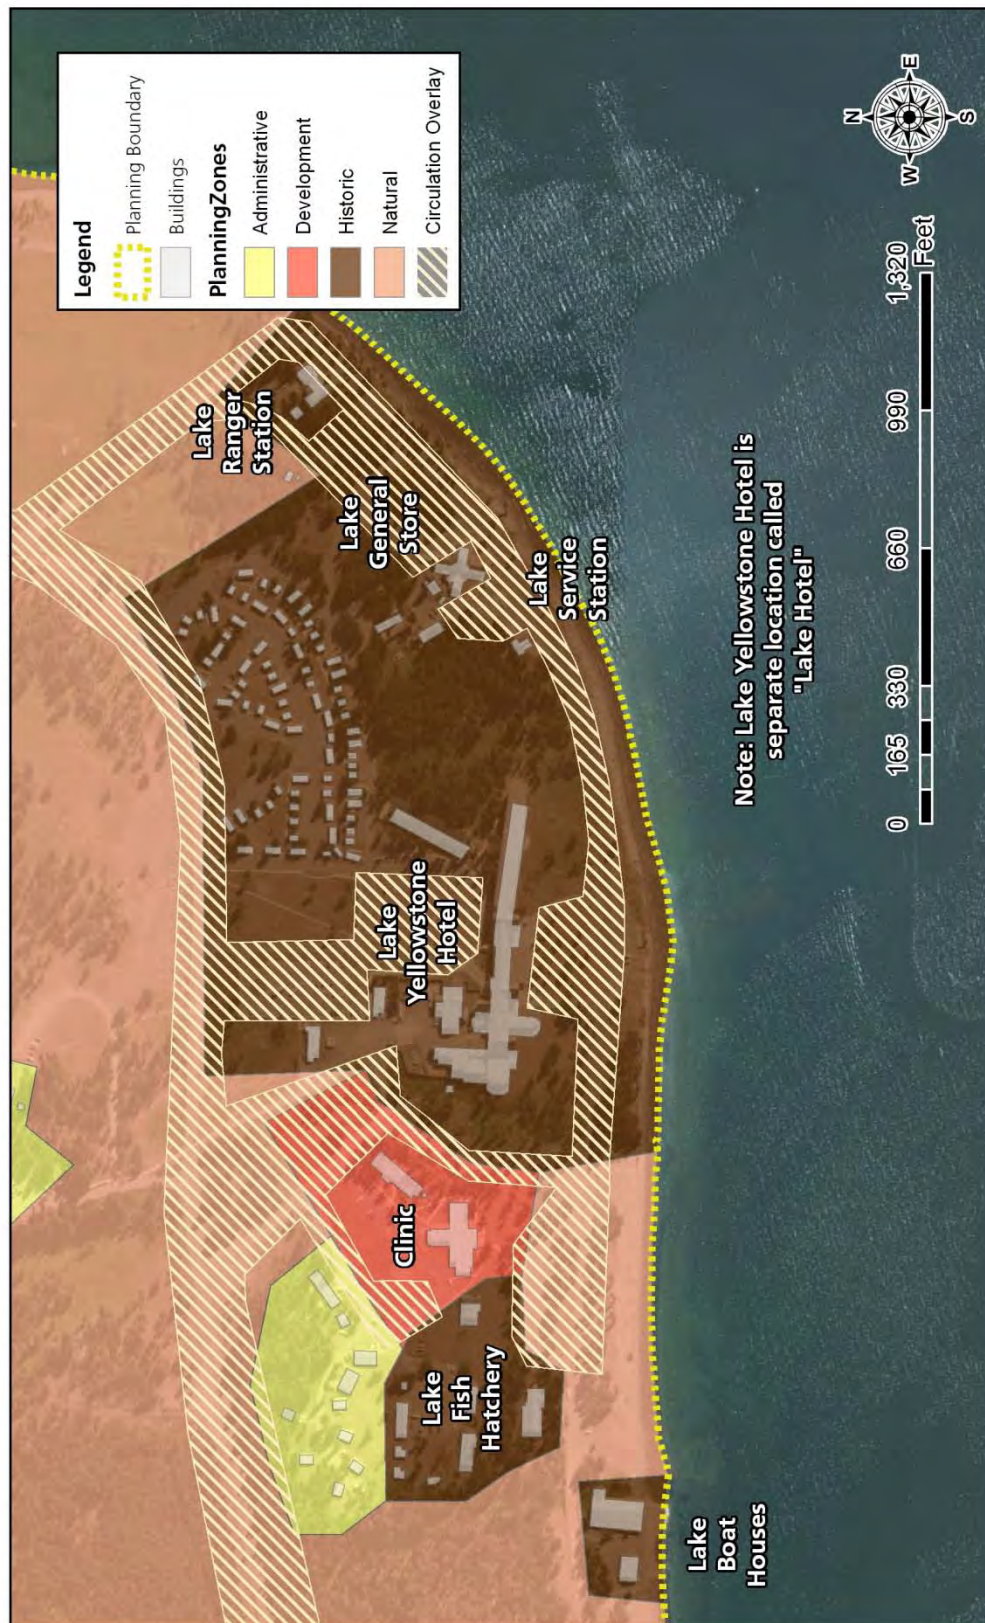 Legend
Planning Boundary
Buildings
PlanningZones
Administrative
Development
Historic
Natural
Circulation Overlay
Lake
Ranger
Station
Lake
General
Store
Lake
Service
Station
Lake
Yellowstone
Hotel
Clinic
Lake
Fish
Hatchery
Lake
Boat
Houses
Note: Lake Yellowstone Hotel is
separate location called
"Lake Hotel"
N
W E
S
0 165 330 660 990 1,320
Feet